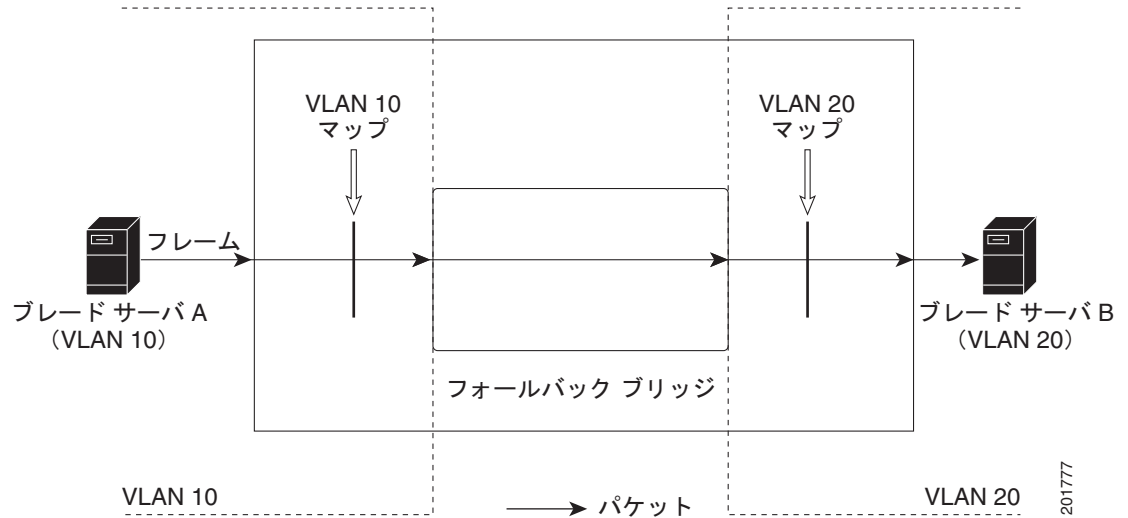 VLAN 10
マップ
VLAN 20
マップ
フレーム
ブレード サーバ A
（VLAN 10）
ブレード サーバ B
（VLAN 20）
フォールバック ブリッジ
VLAN 10
パケット
VLAN 20
201777